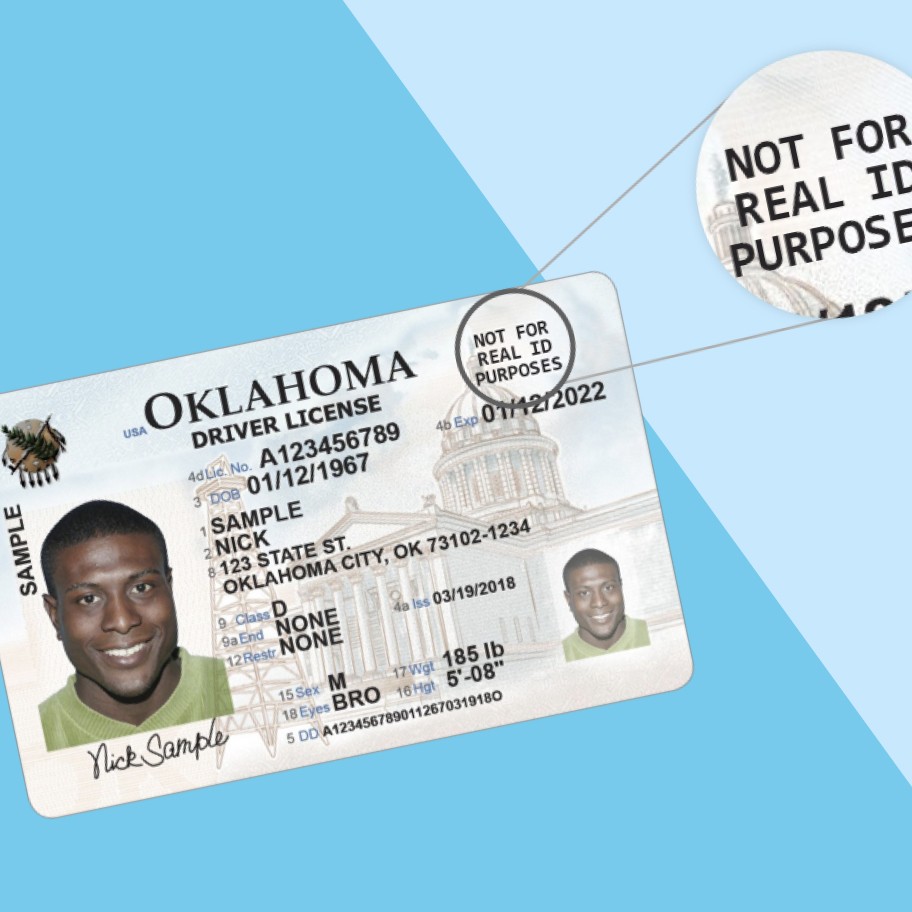 NOT FOR
REAL ID
PURPOSE
NOT FOR
REAL ID
PURPOSES
OKLAHOMA
USA
DRIVER LICENSE
4b Exp 01/12/2022
4d Lic. No. A123456789
3 DOB 01/12/1967
1 SAMPLE
2 NICK
8 123 STATE ST.
OKLAHOMA CITY, OK 73102-1234
9 Class D
4a Iss 03/19/2018
9a End NONE
12 Restr NONE
15 Sex M
17 Wgt 185 lb
18 Eyes BRO
16 Hgt 5'-08"
5 DD A123456789011267031918O
SAMPLE
Nick Sample